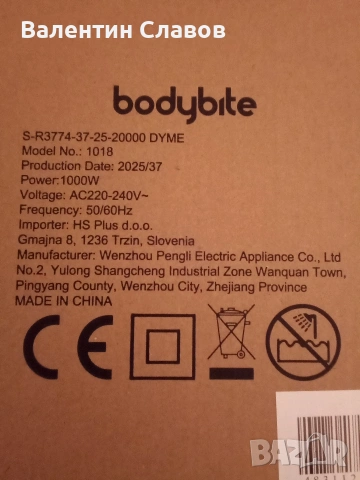 Валентин Славов
bodybite
S-R3774-37-25-20000 DYME
Model No.: 1018
Production Date: 2025/37
Power:1000W
Voltage: AC220-240V~
Frequency: 50/60Hz
Importer: HS Plus d.o.o.
Gmajna 8, 1236 Trzin, Slovenia
Manufacturer: Wenzhou Pengli Electric Appliance Co., Ltd
No.2, Yulong Shangcheng Industrial Zone Wanquan Town,
Pingyang County, Wenzhou City, Zhejiang Province
MADE IN CHINA
CE
BAZAR